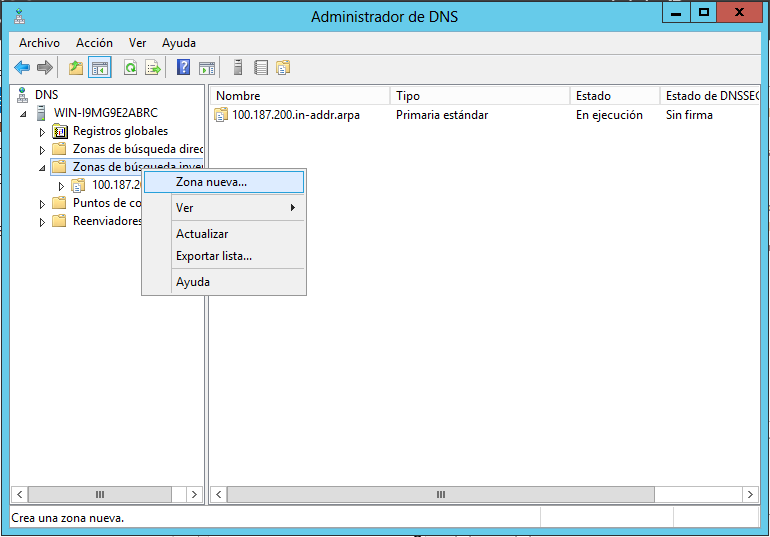 Administrador de DNS
Archivo Acción Ver Ayuda
DNS
WIN-I9MG9E2ABRC
Registros globales
Zonas de búsqueda direc
Zonas de búsqueda inver
100.187.20
Puntos de co
Reenviadores
Zona nueva...
Ver
Actualizar
Exportar lista...
Ayuda
Nombre Tipo Estado Estado de DNSSEC
100.187.200.in-addr.arpa Primaria estándar En ejecución Sin firma
Crea una zona nueva.